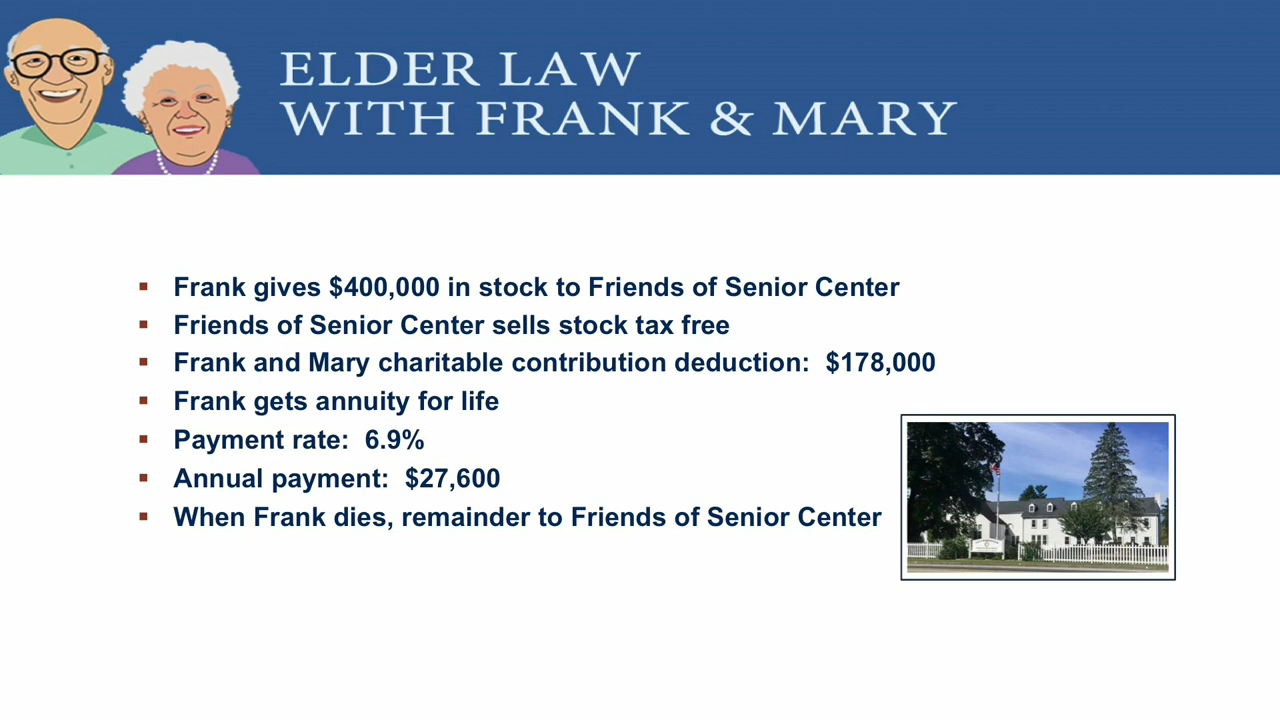 ELDER LAW
WITH FRANK & MARY
▪ Frank gives $400,000 in stock to Friends of Senior Center
▪ Friends of Senior Center sells stock tax free
▪ Frank and Mary charitable contribution deduction:  $178,000
▪ Frank gets annuity for life
▪ Payment rate:  6.9%
▪ Annual payment:  $27,600
▪ When Frank dies, remainder to Friends of Senior Center